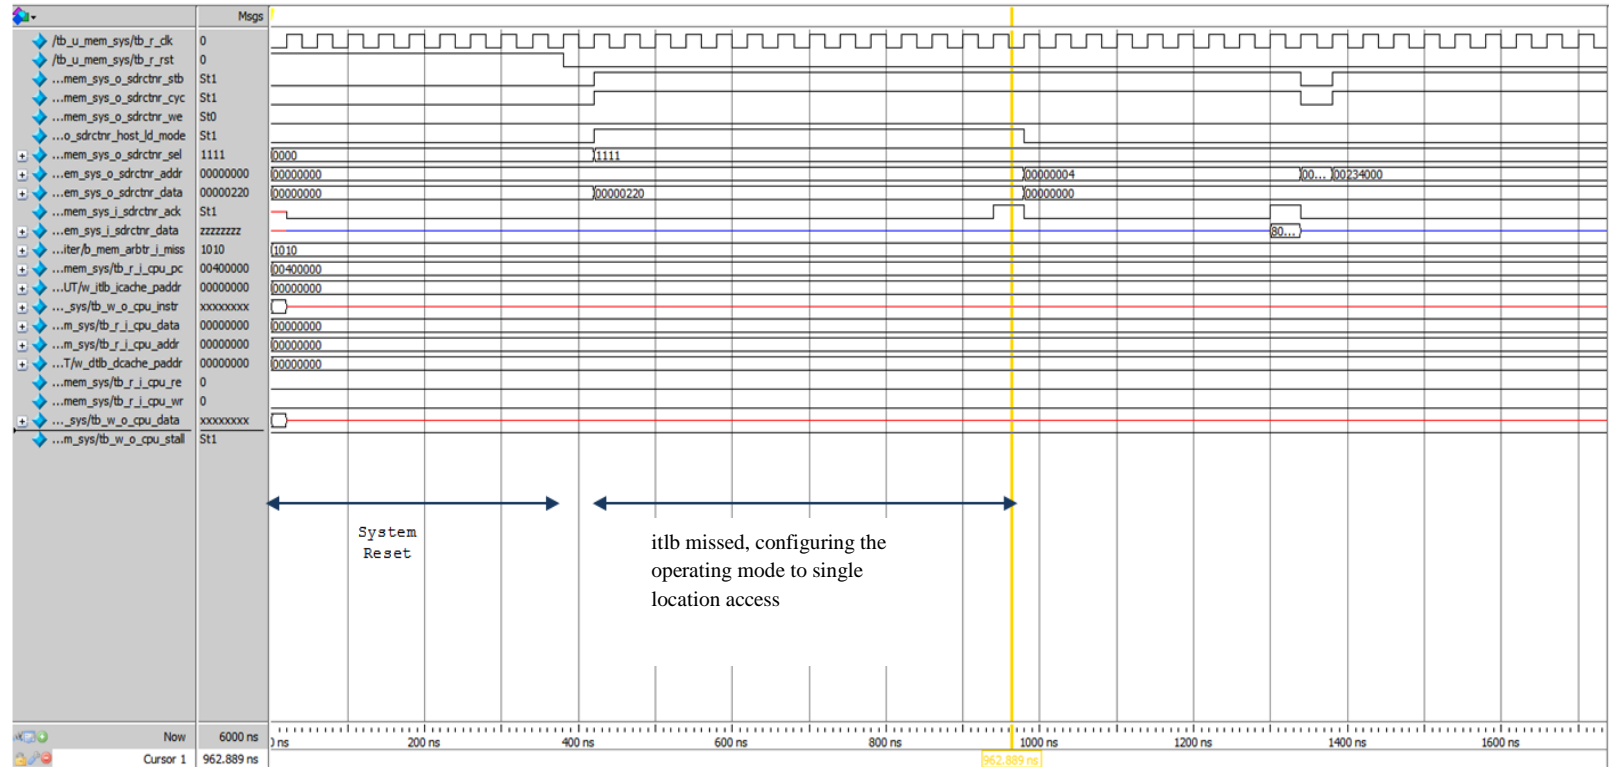 Msgs
/tb_u_mem_sys/tb_r_clk 0
/tb_u_mem_sys/tb_r_rst 0
...mem_sys_o_sdrctnr_stb St1
...mem_sys_o_sdrctnr_cyc St1
...mem_sys_o_sdrctnr_we St0
...o_sdrctnr_host_ld_mode St1
...mem_sys_o_sdrctnr_sel 1111 0000 1111
...em_sys_o_sdrctnr_addr 00000000 00000000 00000004 00... 00234000
...em_sys_o_sdrctnr_data 00000220 00000000 00000220 00000000
...mem_sys_i_sdrctnr_ack St1
...em_sys_i_sdrctnr_data zzzzzzzz 80...
...iter/b_mem_arbtr_i_miss 1010 1010
...mem_sys/tb_r_i_cpu_pc 00400000 00400000
...UT/w_itlb_icache_paddr 00000000 00000000
..._sys/tb_w_o_cpu_instr xxxxxxxx
...m_sys/tb_r_i_cpu_data 00000000 00000000
...m_sys/tb_r_i_cpu_addr 00000000 00000000
...T/w_dtlb_dcache_paddr 00000000 00000000
...mem_sys/tb_r_i_cpu_re 0
...mem_sys/tb_r_i_cpu_wr 0
..._sys/tb_w_o_cpu_data xxxxxxxx
...m_sys/tb_w_o_cpu_stall St1
System
Reset
itlb missed, configuring the
operating mode to single
location access
Now 6000 ns
200 ns 400 ns 600 ns 800 ns 1000 ns 1200 ns 1400 ns 1600 ns
Cursor 1 962.889 ns 962.889 ns